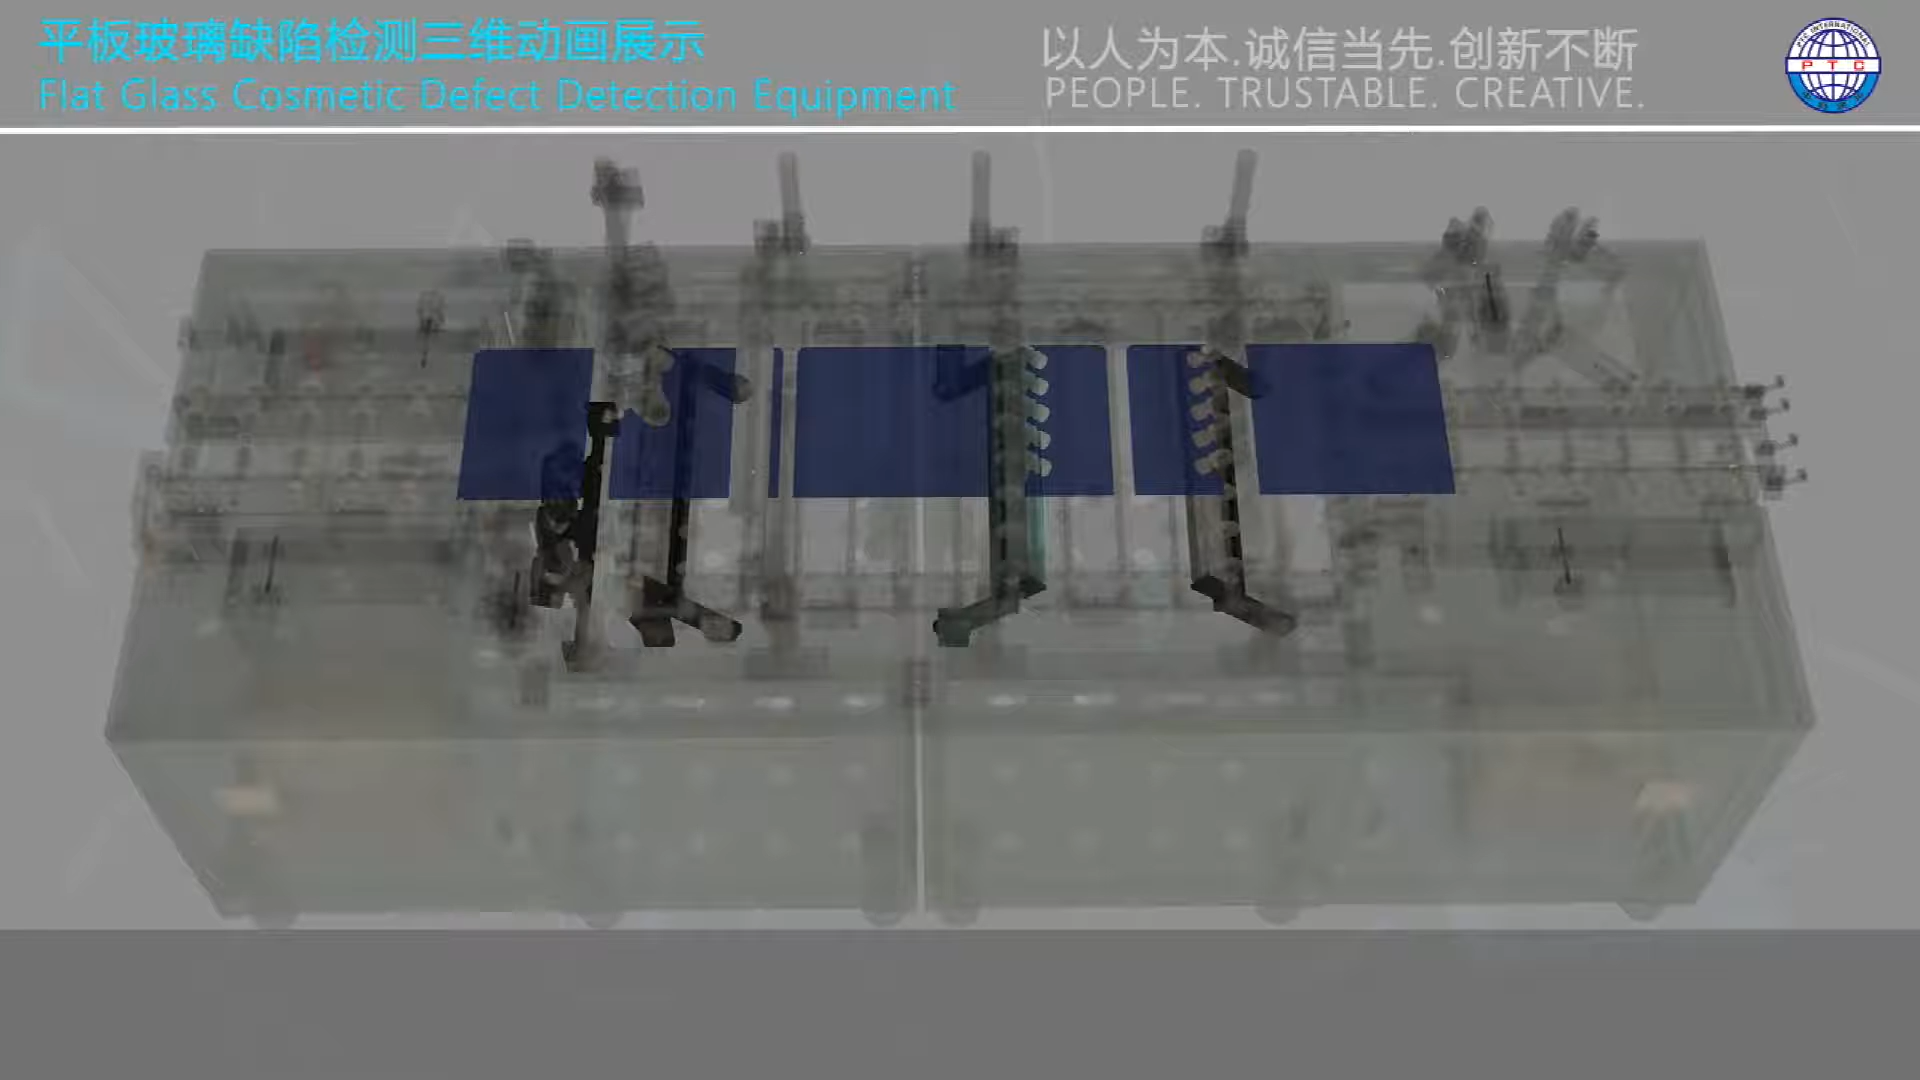 平板玻璃缺陷检测三维动画展示
Flat Glass Cosmetic Defect Detection Equipment
以人为本.诚信当先.创新不断
PEOPLE. TRUSTABLE. CREATIVE.
PTC INTERNATIONAL
P T C